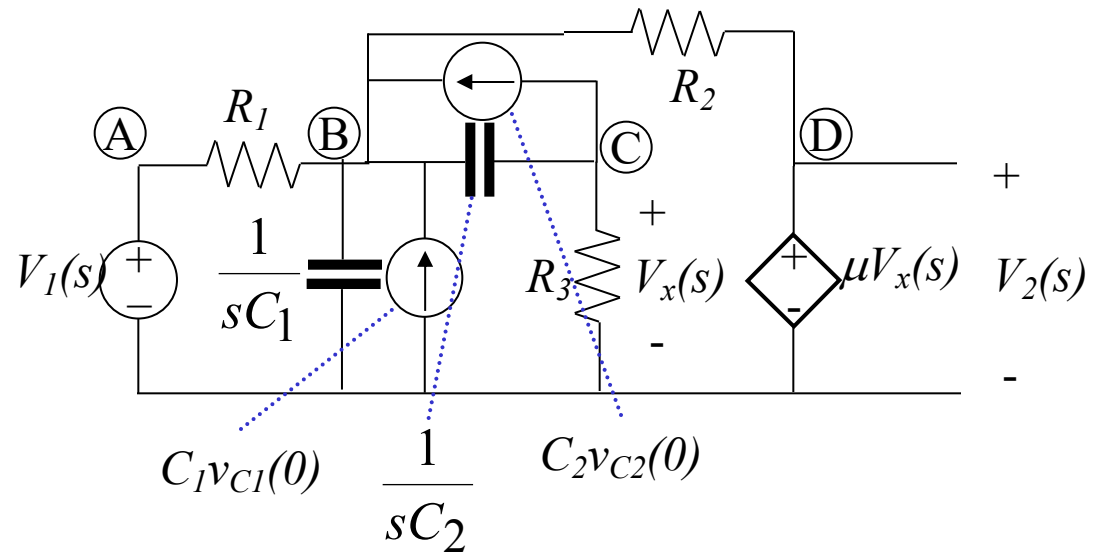 R2
A
R1
B
C
D
+
+
V1(s)
+
–
1
sC1
R3
Vx(s)
+
-
μVx(s)
V2(s)
-
-
C1vC1(0)
1
sC2
C2vC2(0)